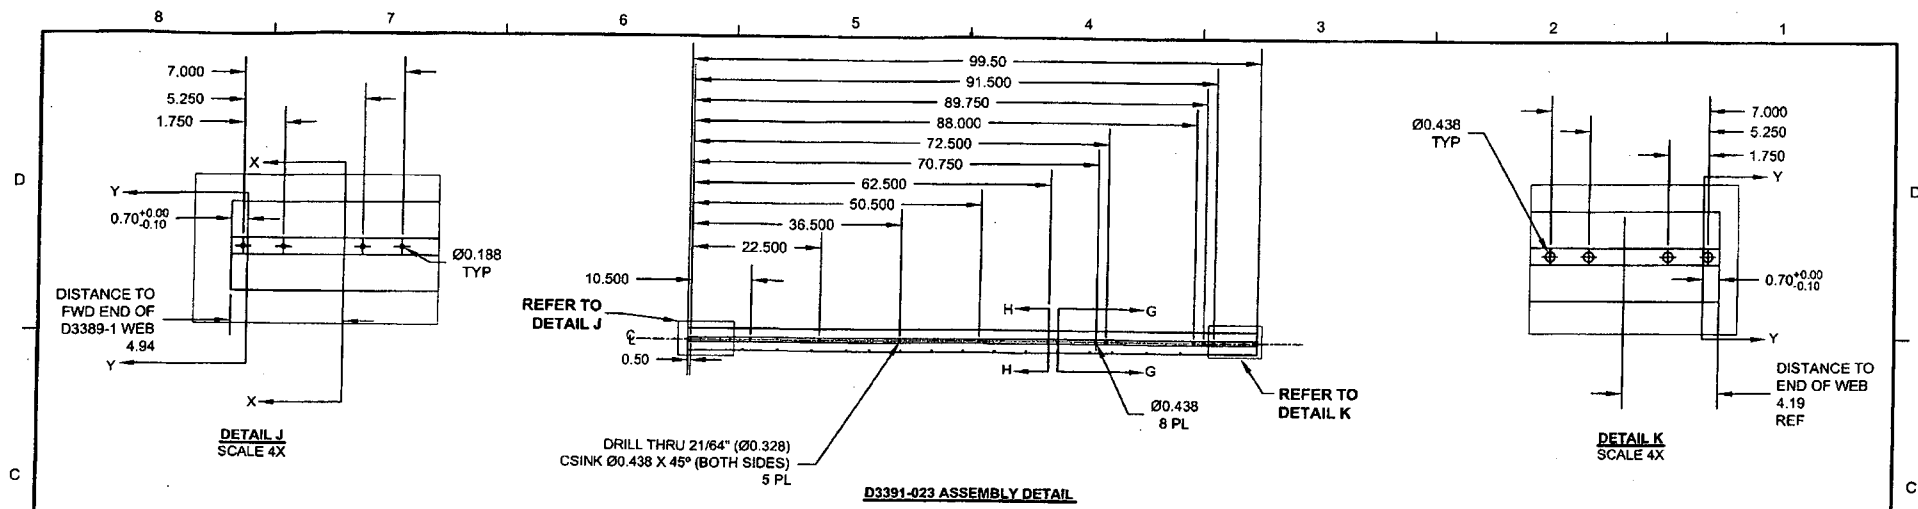 8 7 6 5 4 3 2 1
D
D
C
C
7.000
5.250
1.750
X
Y
0.70 +0.00 -0.10
Ø0.188
TYP
DISTANCE TO
FWD END OF
D3389-1 WEB
4.94
Y
X
DETAIL J
SCALE 4X
99.50
91.500
89.750
88.000
72.500
70.750
62.500
50.500
36.500
22.500
10.500
REFER TO
DETAIL J
H
G
℄
0.50
H
G
REFER TO
DETAIL K
Ø0.438
8 PL
DRILL THRU 21/64" (Ø0.328)
CSINK Ø0.438 X 45º (BOTH SIDES)
5 PL
D3391-023 ASSEMBLY DETAIL
Ø0.438
TYP
7.000
5.250
1.750
Y
0.70 +0.00 -0.10
Y
DISTANCE TO
END OF WEB
4.19
REF
DETAIL K
SCALE 4X